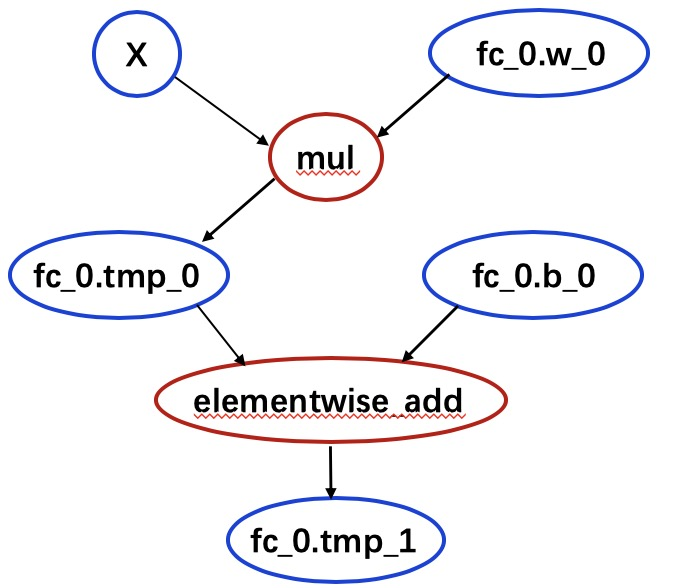 X
fc_0.w_0
mul
fc_0.tmp_0
fc_0.b_0
elementwise_add
fc_0.tmp_1